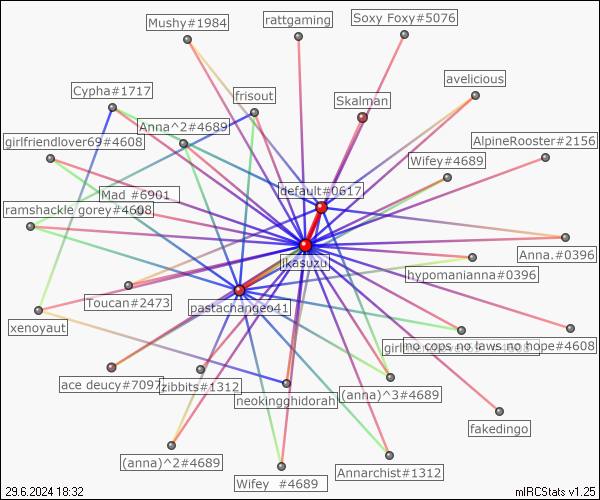 Mushy#1984
rattgaming
Soxy Foxy#5076
avelicious
Cypha#1717
frisout
Skalman
Anna^2#4689
girlfriendlover69#4608
AlpineRooster#2156
Wifey#4689
default#0617
Mad #6901
ramshackle gorey#4608
Anna.#0396
Ikasuzu
hypomanianna#0396
Toucan#2473
pastachange041
xenoyaut
no cops no laws no hope#4608
ace deucy#7097
zibbits#1312
neokingghidorah
(anna)^3#4689
fakedingo
(anna)^2#4689
Annarchist#1312
Wifey #4689
29.6.2024 18:32
mIRCStats v1.25